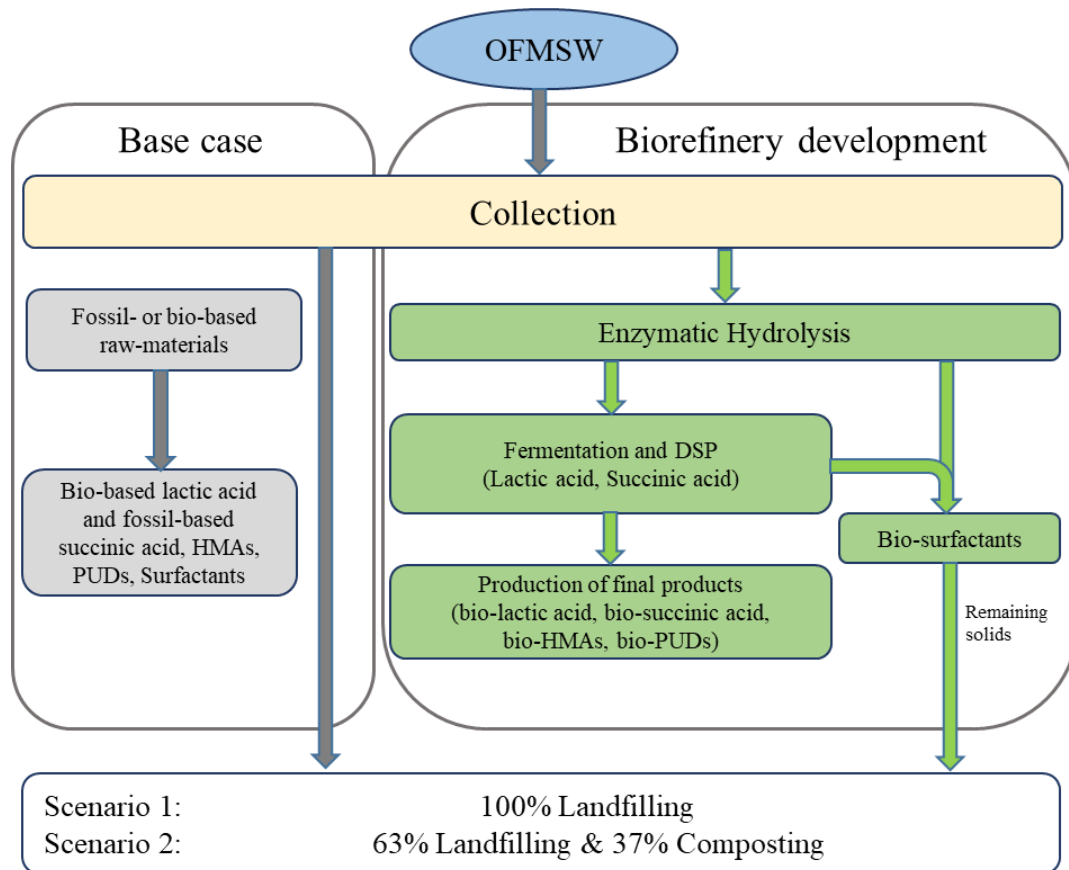 OFMSW
Base case
Biorefinery development
Collection
Fossil- or bio-based
raw-materials
Bio-based lactic acid
and fossil-based
succinic acid, HMAs,
PUDs, Surfactants
Enzymatic Hydrolysis
Fermentation and DSP
(Lactic acid, Succinic acid)
Bio-surfactants
Production of final products
(bio-lactic acid, bio-succinic acid,
bio-HMAs, bio-PUDs)
Remaining
solids
Scenario 1: 100% Landfilling
Scenario 2: 63% Landfilling & 37% Composting